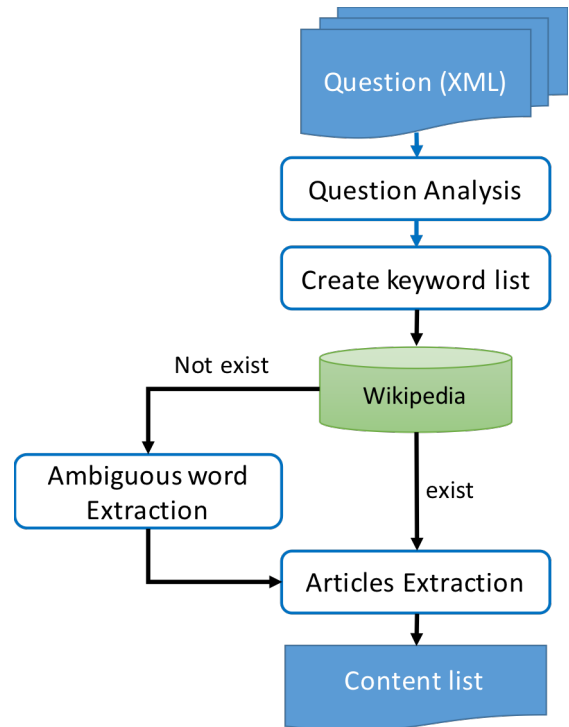 Question (XML)
Question Analysis
Create keyword list
Not exist
Wikipedia
Ambiguous word
Extraction
exist
Articles Extraction
Content list